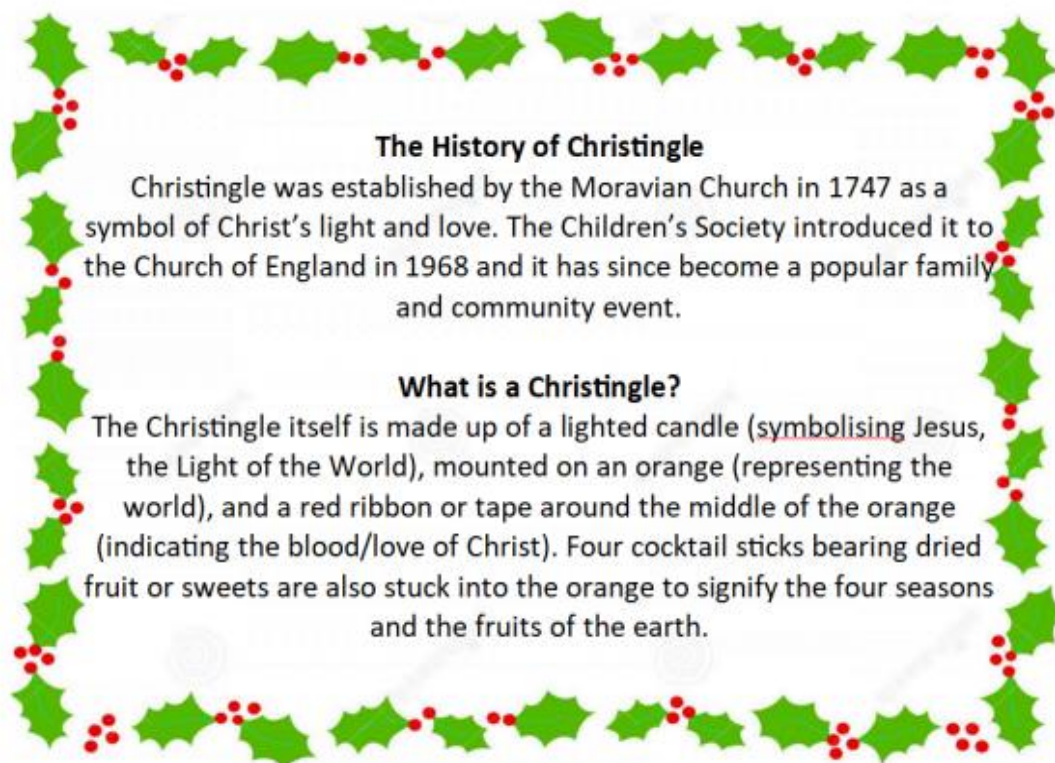 The History of Christingle
Christingle was established by the Moravian Church in 1747 as a
symbol of Christ's light and love. The Children's Society introduced it to
the Church of England in 1968 and it has since become a popular family
and community event.
What is a Christingle?
The Christingle itself is made up of a lighted candle (symbolising Jesus,
the Light of the World), mounted on an orange (representing the
world), and a red ribbon or tape around the middle of the orange
(indicating the blood/love of Christ). Four cocktail sticks bearing dried
fruit or sweets are also stuck into the orange to signify the four seasons
and the fruits of the earth.